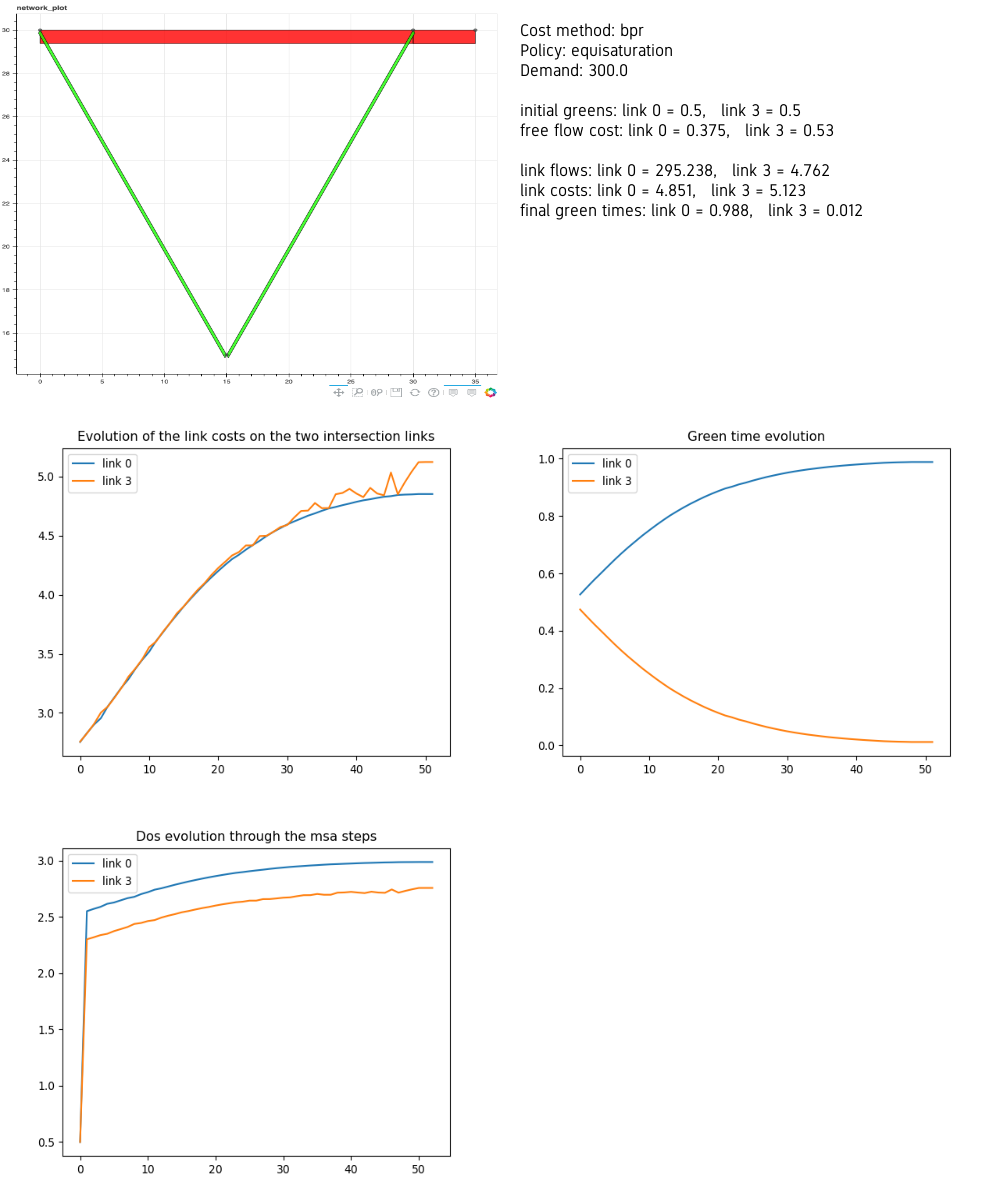 network_plot
30
28
26
24
22
20
18
16
0 5 10 15 20 25 30 35
Cost method: bpr
Policy: equisaturation
Demand: 300.0
initial greens: link 0 = 0.5, link 3 = 0.5
free flow cost: link 0 = 0.375, link 3 = 0.53
link flows: link 0 = 295.238, link 3 = 4.762
link costs: link 0 = 4.851, link 3 = 5.123
final green times: link 0 = 0.988, link 3 = 0.012
Evolution of the link costs on the two intersection links
link 0
link 3
5.0
4.5
4.0
3.5
3.0
0 10 20 30 40 50
Green time evolution
link 0
link 3
1.0
0.8
0.6
0.4
0.2
0.0
0 10 20 30 40 50
Dos evolution through the msa steps
link 0
link 3
3.0
2.5
2.0
1.5
1.0
0.5
0 10 20 30 40 50